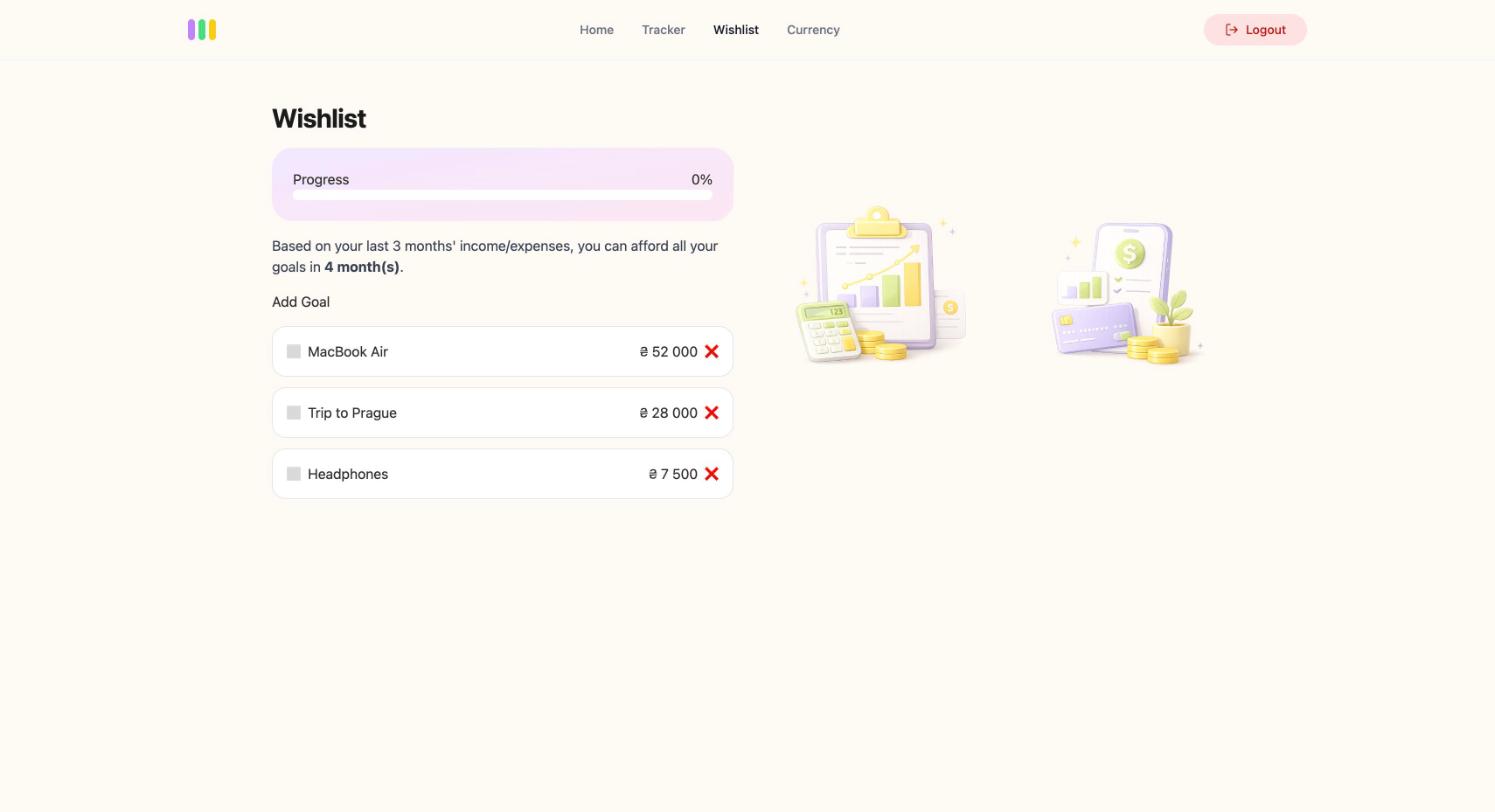 Home Tracker Wishlist Currency Logout
Wishlist
Progress 0%
Based on your last 3 months' income/expenses, you can afford all your
goals in 4 month(s).
Add Goal
MacBook Air ₴ 52 000 ❌
Trip to Prague ₴ 28 000 ❌
Headphones ₴ 7 500 ❌
$
123
$